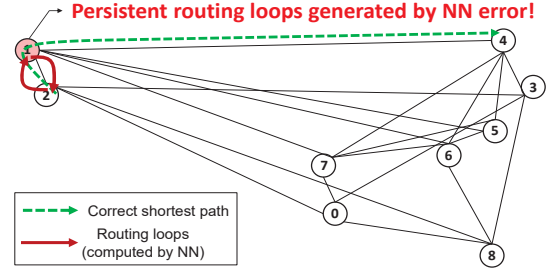 Persistent routing loops generated by NN error!
1
4
2
3
5
6
7
0
8
Correct shortest path
Routing loops
(computed by NN)